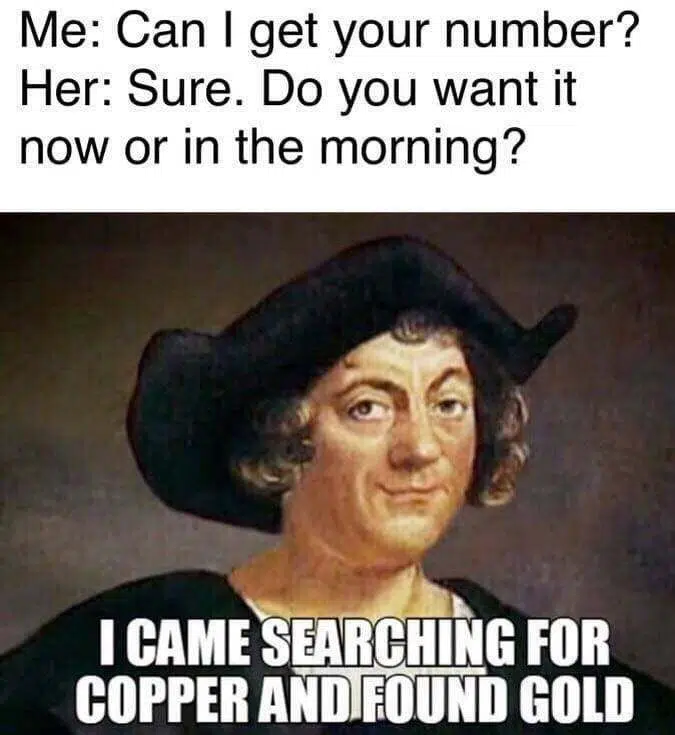 Me: Can I get your number?
Her: Sure. Do you want it
now or in the morning?
I CAME SEARCHING FOR
COPPER AND FOUND GOLD